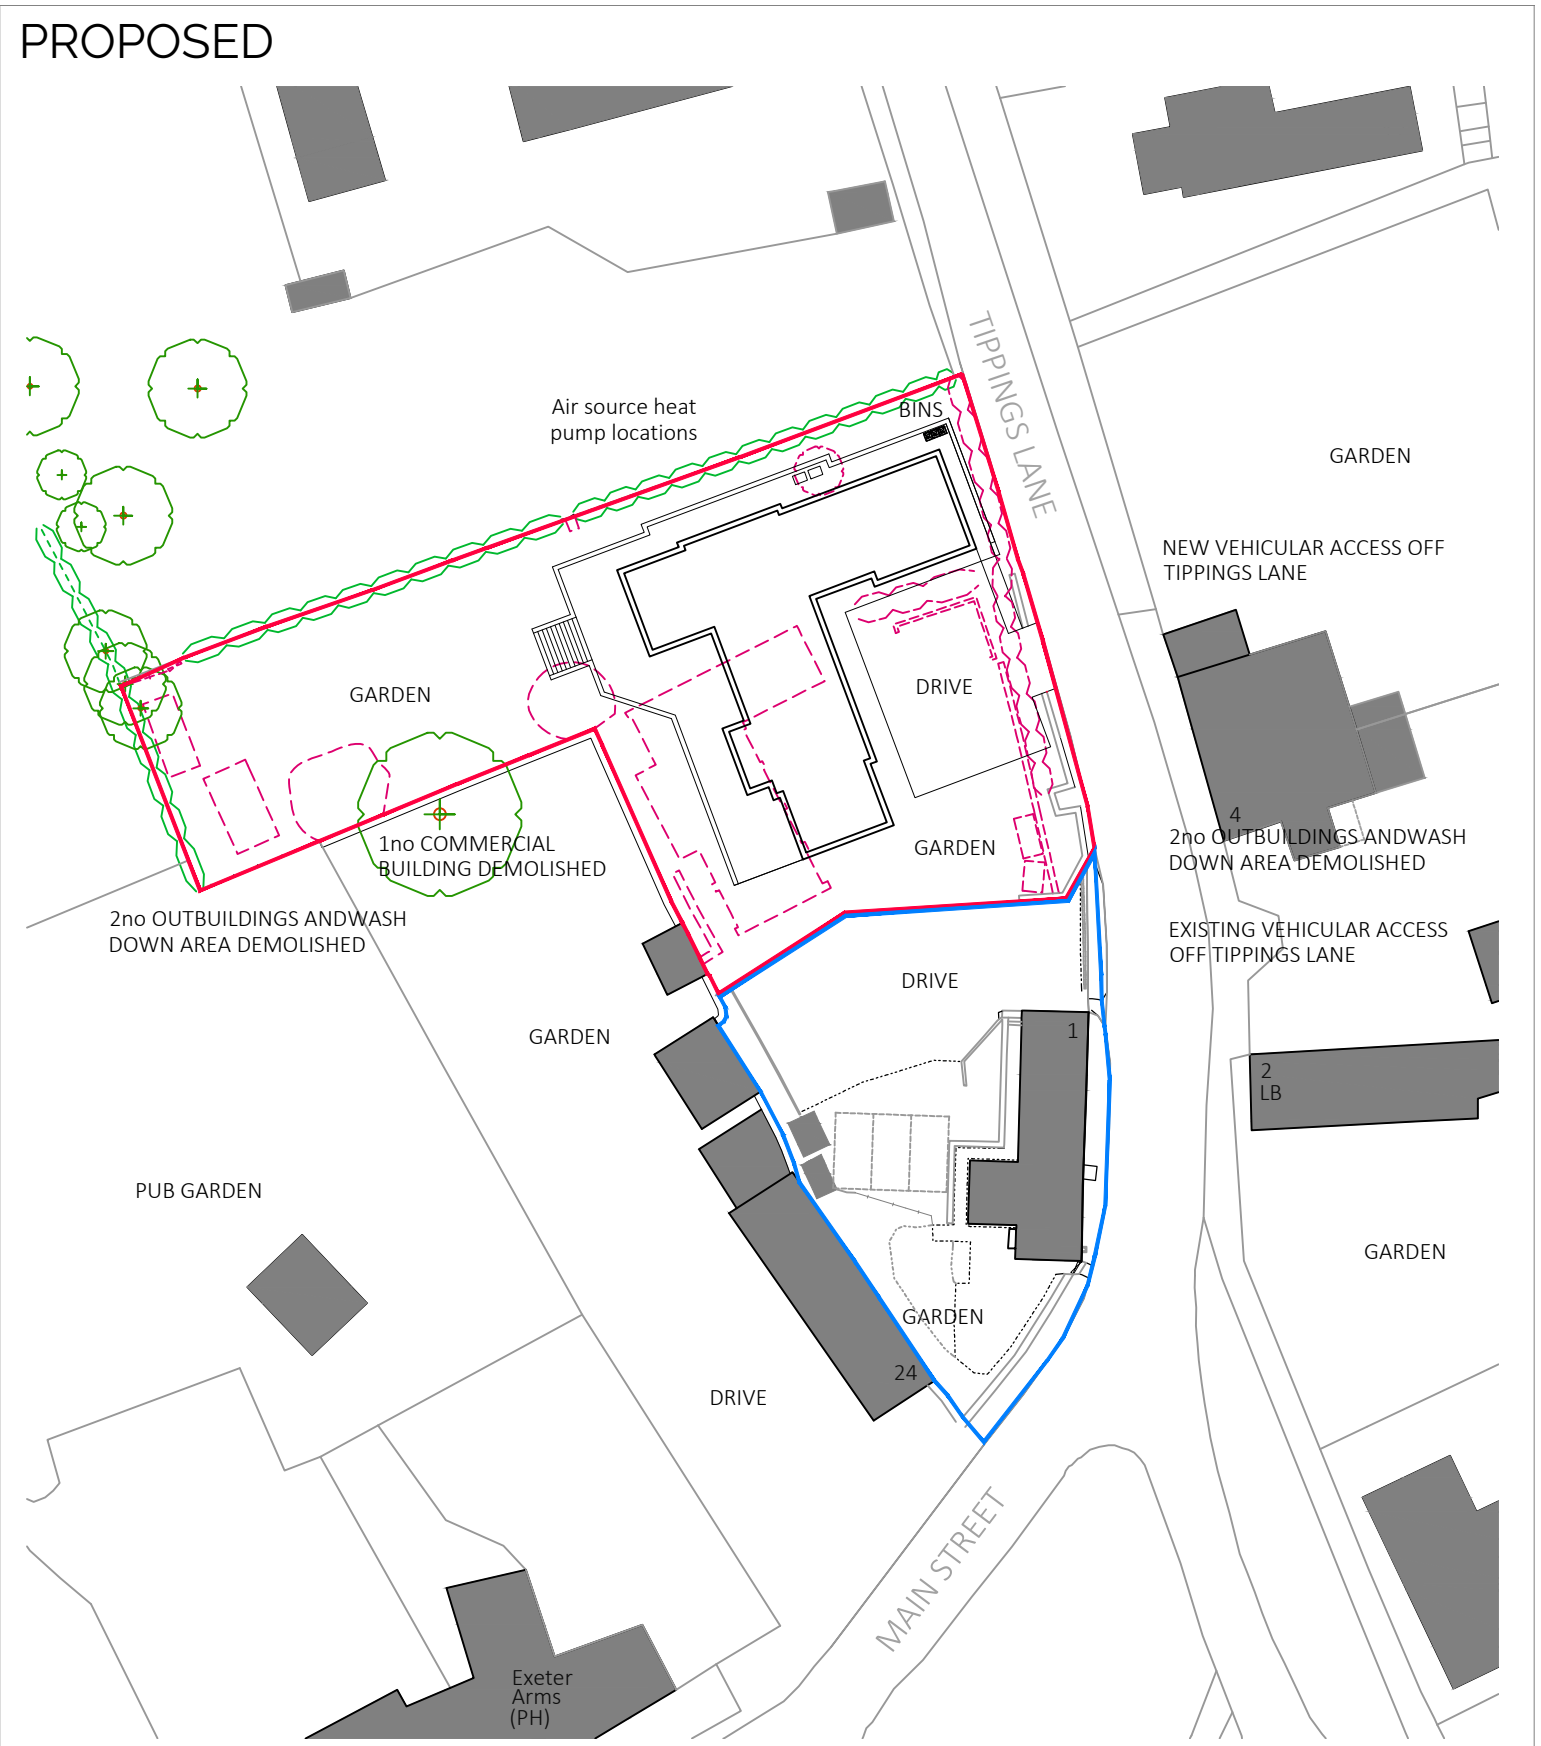 PROPOSED
TIPPINGS LANE
Air source heat
pump locations
BINS
GARDEN
NEW VEHICULAR ACCESS OFF
TIPPINGS LANE
GARDEN
DRIVE
4
1no COMMERCIAL
BUILDING DEMOLISHED
GARDEN
2no OUTBUILDINGS ANDWASH
DOWN AREA DEMOLISHED
2no OUTBUILDINGS ANDWASH
DOWN AREA DEMOLISHED
EXISTING VEHICULAR ACCESS
OFF TIPPINGS LANE
DRIVE
GARDEN
1
2
LB
PUB GARDEN
GARDEN
GARDEN
24
DRIVE
MAIN STREET
Exeter
Arms
(PH)